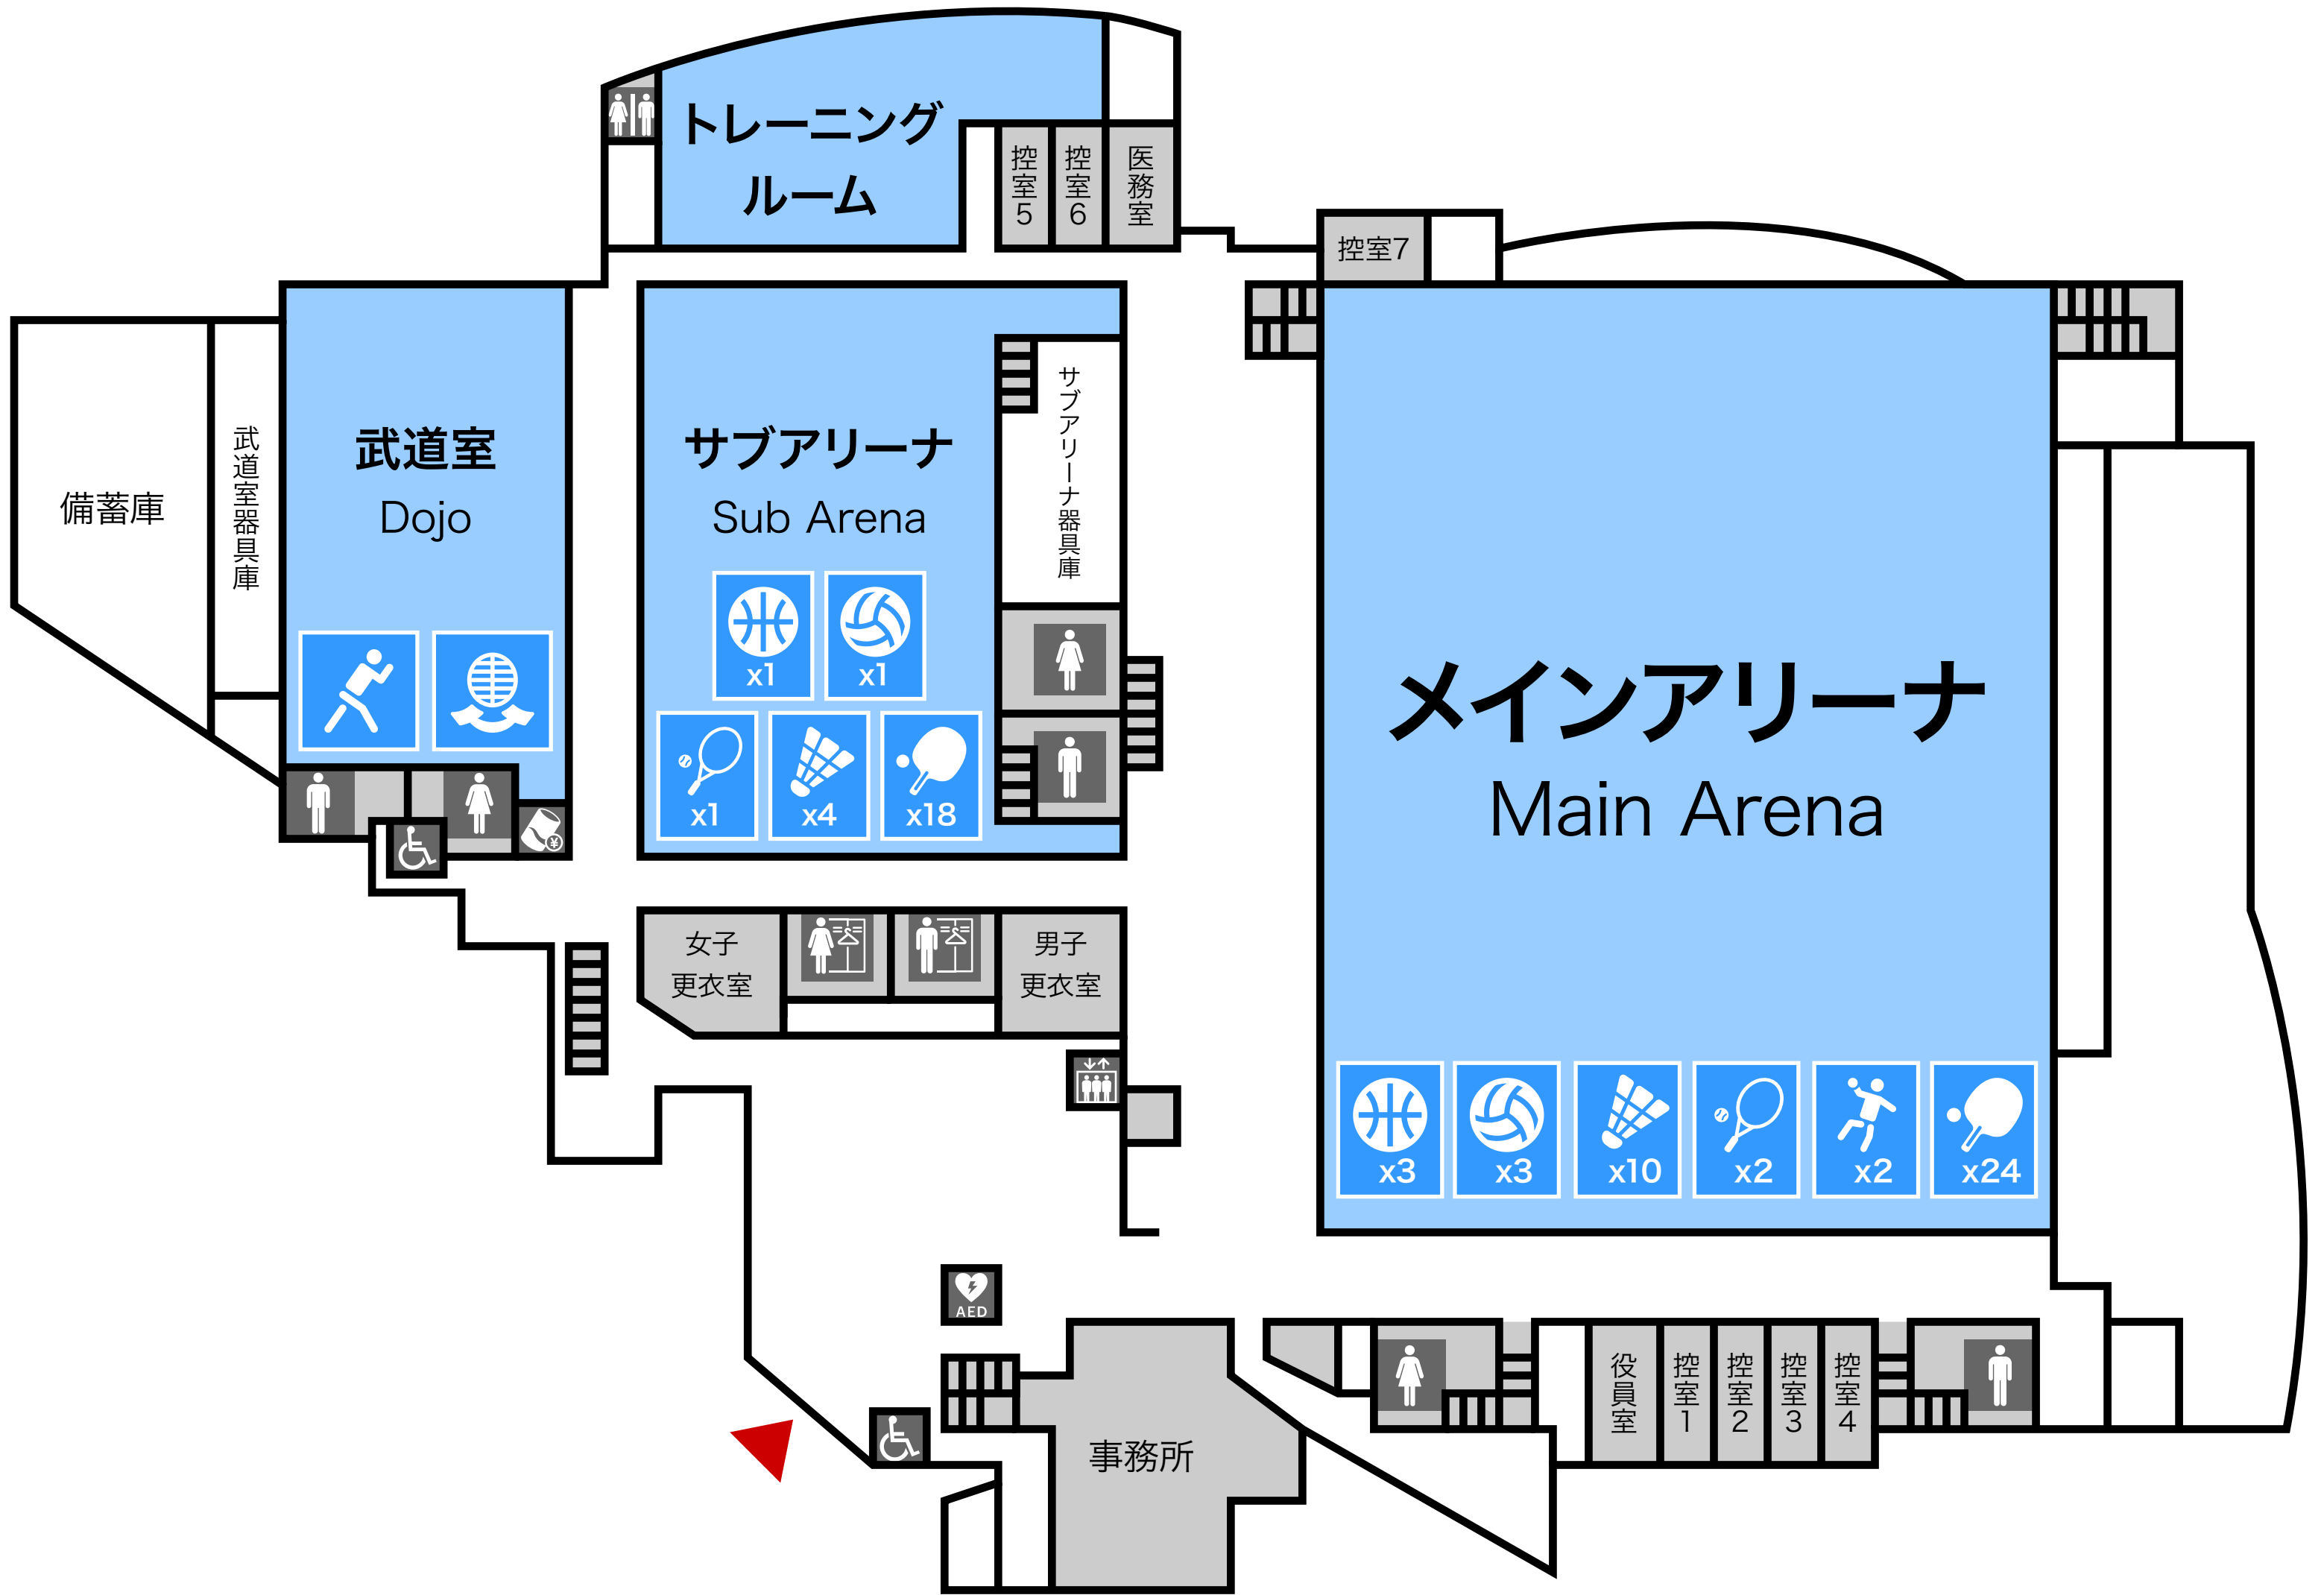 トレーニング
ルーム
控室5
控室6
医務室
控室7
備蓄庫
武道室器具庫
武道室
Dojo
サブアリーナ
Sub Arena
x1
x1
x1
x4
x18
サブアリーナ器具庫
メインアリーナ
Main Arena
x3
x3
x10
x2
x2
x24
¥
女子
更衣室
男子
更衣室
AED
事務所
役員室
控室1
控室2
控室3
控室4